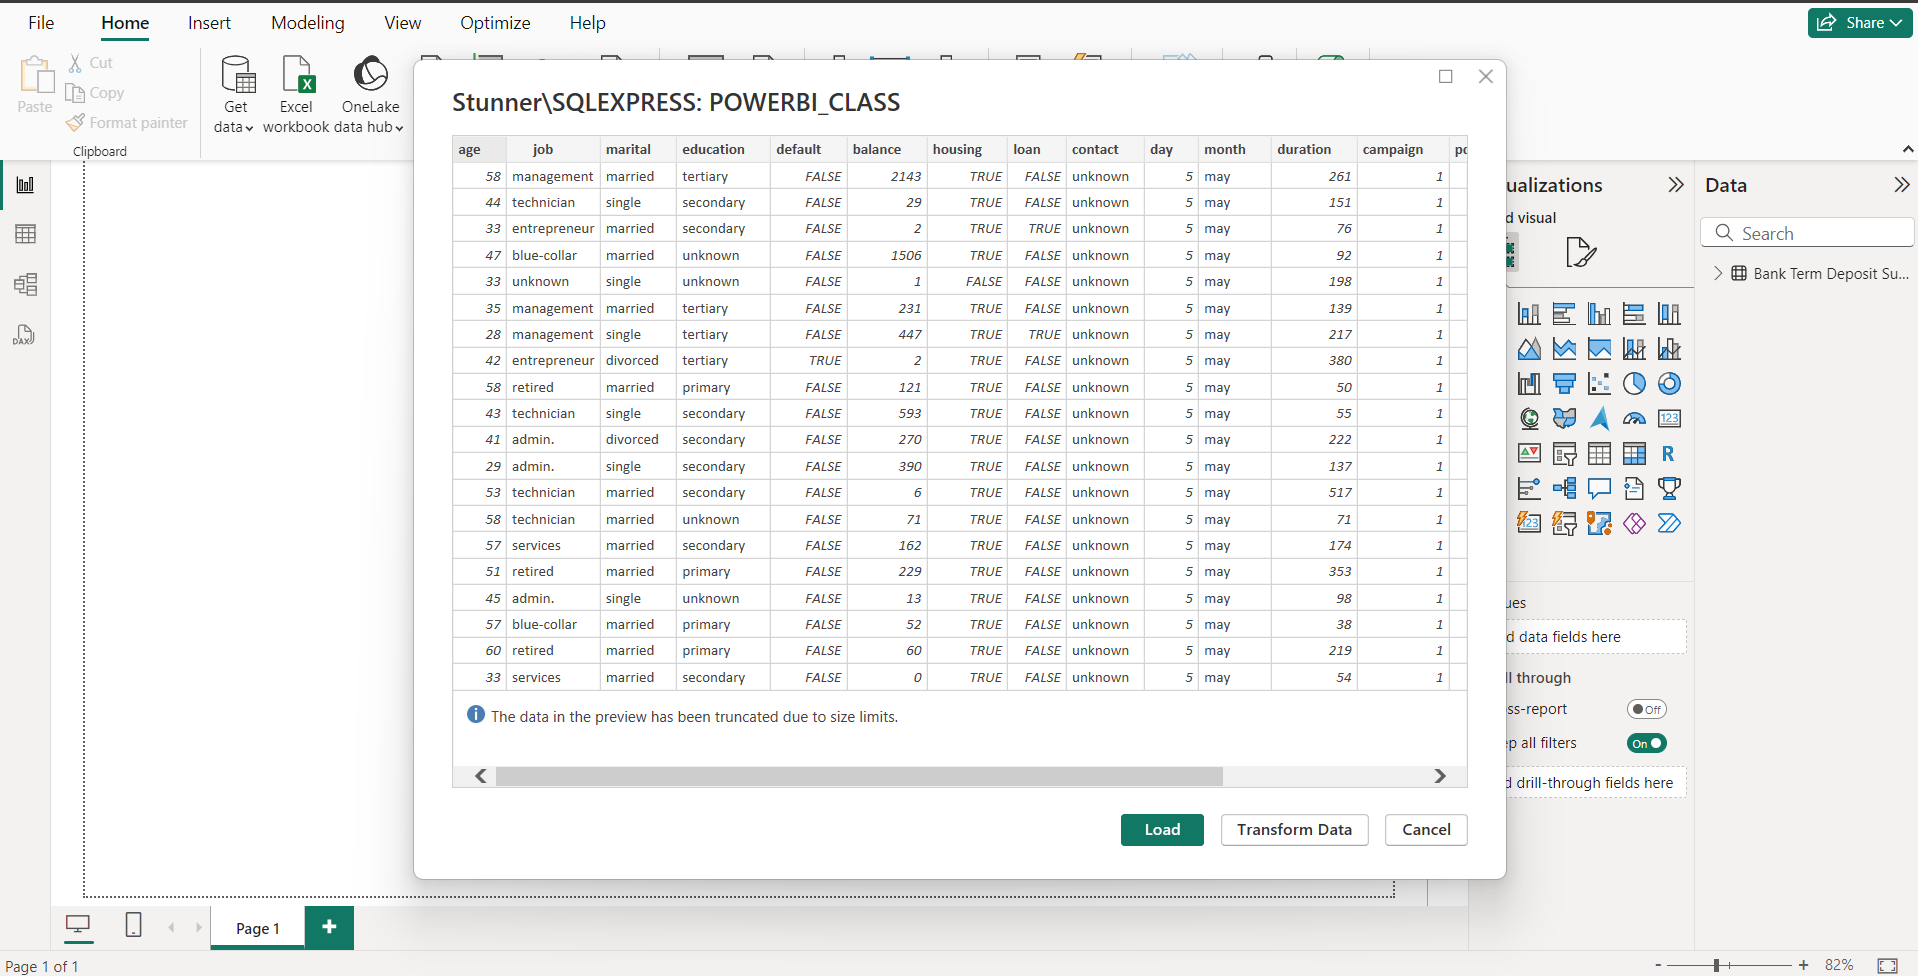 File Home Insert Modeling View Optimize Help Share
Paste
Cut
Copy
Format painter
Clipboard
Get data
Excel workbook
OneLake data hub
Stunner\SQLEXPRESS: POWERBI_CLASS
age job marital education default balance housing loan contact day month duration campaign
58 management married tertiary FALSE 2143 TRUE FALSE unknown 5 may 261 1
44 technician single secondary FALSE 29 TRUE FALSE unknown 5 may 151 1
33 entrepreneur married secondary FALSE 2 TRUE TRUE unknown 5 may 76 1
47 blue-collar married unknown FALSE 1506 TRUE FALSE unknown 5 may 92 1
33 unknown single unknown FALSE 1 FALSE FALSE unknown 5 may 198 1
35 management married tertiary FALSE 231 TRUE FALSE unknown 5 may 139 1
28 management single tertiary FALSE 447 TRUE TRUE unknown 5 may 217 1
42 entrepreneur divorced tertiary TRUE 2 TRUE FALSE unknown 5 may 380 1
58 retired married primary FALSE 121 TRUE FALSE unknown 5 may 50 1
43 technician single secondary FALSE 593 TRUE FALSE unknown 5 may 55 1
41 admin. divorced secondary FALSE 270 TRUE FALSE unknown 5 may 222 1
29 admin. single secondary FALSE 390 TRUE FALSE unknown 5 may 137 1
53 technician married secondary FALSE 6 TRUE FALSE unknown 5 may 517 1
58 technician married unknown FALSE 71 TRUE FALSE unknown 5 may 71 1
57 services married secondary FALSE 162 TRUE FALSE unknown 5 may 174 1
51 retired married primary FALSE 229 TRUE FALSE unknown 5 may 353 1
45 admin. single unknown FALSE 13 TRUE FALSE unknown 5 may 98 1
57 blue-collar married primary FALSE 52 TRUE FALSE unknown 5 may 38 1
60 retired married primary FALSE 60 TRUE FALSE unknown 5 may 219 1
33 services married secondary FALSE 0 TRUE FALSE unknown 5 may 54 1
The data in the preview has been truncated due to size limits.
Load Transform Data Cancel
ualizations
d visual
123
R
123
ues
d data fields here
ll through
ss-report Off
p all filters On
d drill-through fields here
Data
Search
Bank Term Deposit Su...
DAX
Page 1 +
Page 1 of 1
- + 82%